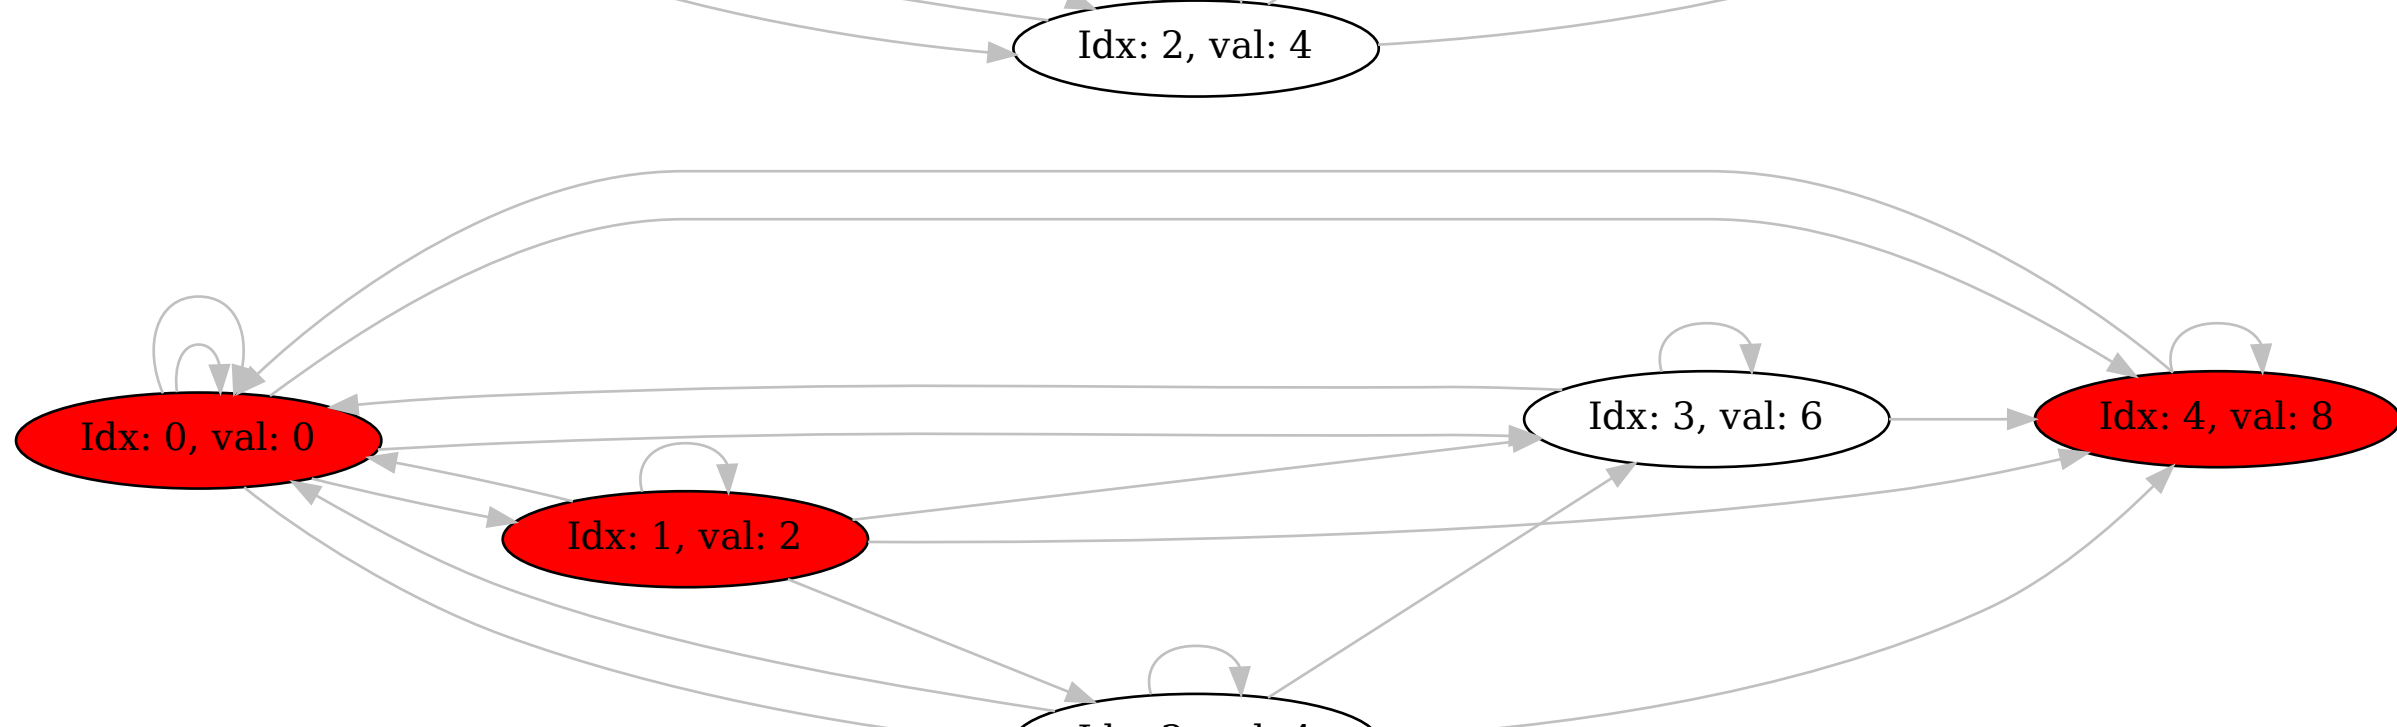 Idx: 2, val: 4
Idx: 3, val: 6
Idx: 4, val: 8
Idx: 0, val: 0
Idx: 1, val: 2